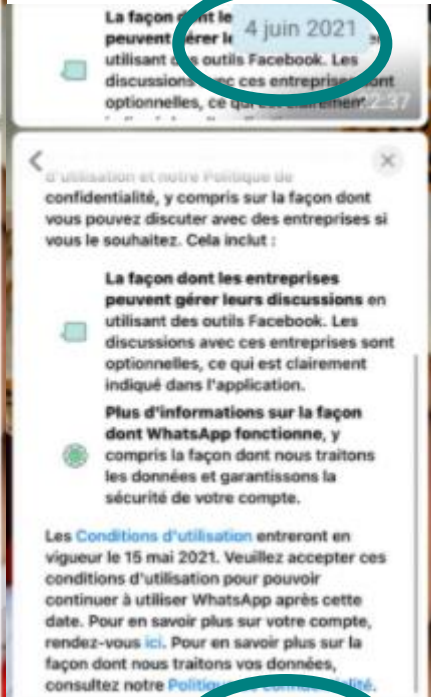 La façon dont le
4 juin 2021
peuvent gérer
utilisant des outils Facebook. Les
discussions avec ces entreprises sont
optionnelles, ce qui est clairement
2:37
d'utilisation et notre Politique de
confidentialité, y compris sur la façon dont
vous pouvez discuter avec des entreprises si
vous le souhaitez. Cela inclut :
La façon dont les entreprises
peuvent gérer leurs discussions en
utilisant des outils Facebook. Les
discussions avec ces entreprises sont
optionnelles, ce qui est clairement
indiqué dans l'application.
Plus d'informations sur la façon
dont WhatsApp fonctionne, y
compris la façon dont nous traitons
les données et garantissons la
sécurité de votre compte.
Les Conditions d'utilisation entreront en
vigueur le 15 mai 2021. Veuillez accepter ces
conditions d'utilisation pour pouvoir
continuer à utiliser WhatsApp après cette
date. Pour en savoir plus sur votre compte,
rendez-vous ici. Pour en savoir plus sur la
façon dont nous traitons vos données,
consultez notre Politique de confidentialité.